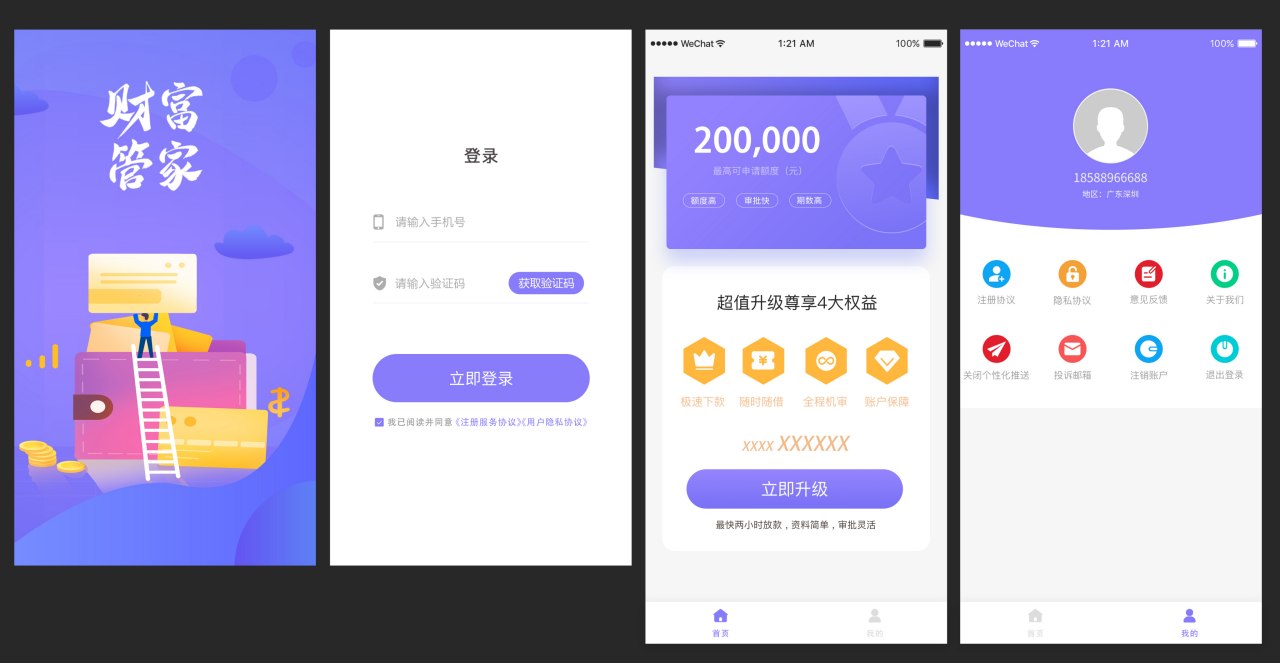 财富
管家
登录
请输入手机号
请输入验证码
获取验证码
立即登录
我已阅读并同意《注册服务协议》《用户隐私协议》
WeChat
1:21 AM
100%
200,000
最高可申请额度（元）
额度高
审批快
期数高
超值升级尊享4大权益
¥
极速下款
随时随借
全程机审
账户保障
xxxx XXXXXX
立即升级
最快两小时放款，资料简单，审批灵活
首页
我的
WeChat
1:21 AM
100%
18588966688
地区：广东深圳
注册协议
隐私协议
意见反馈
关于我们
关闭个性化推送
投诉邮箱
注销账户
退出登录
首页
我的